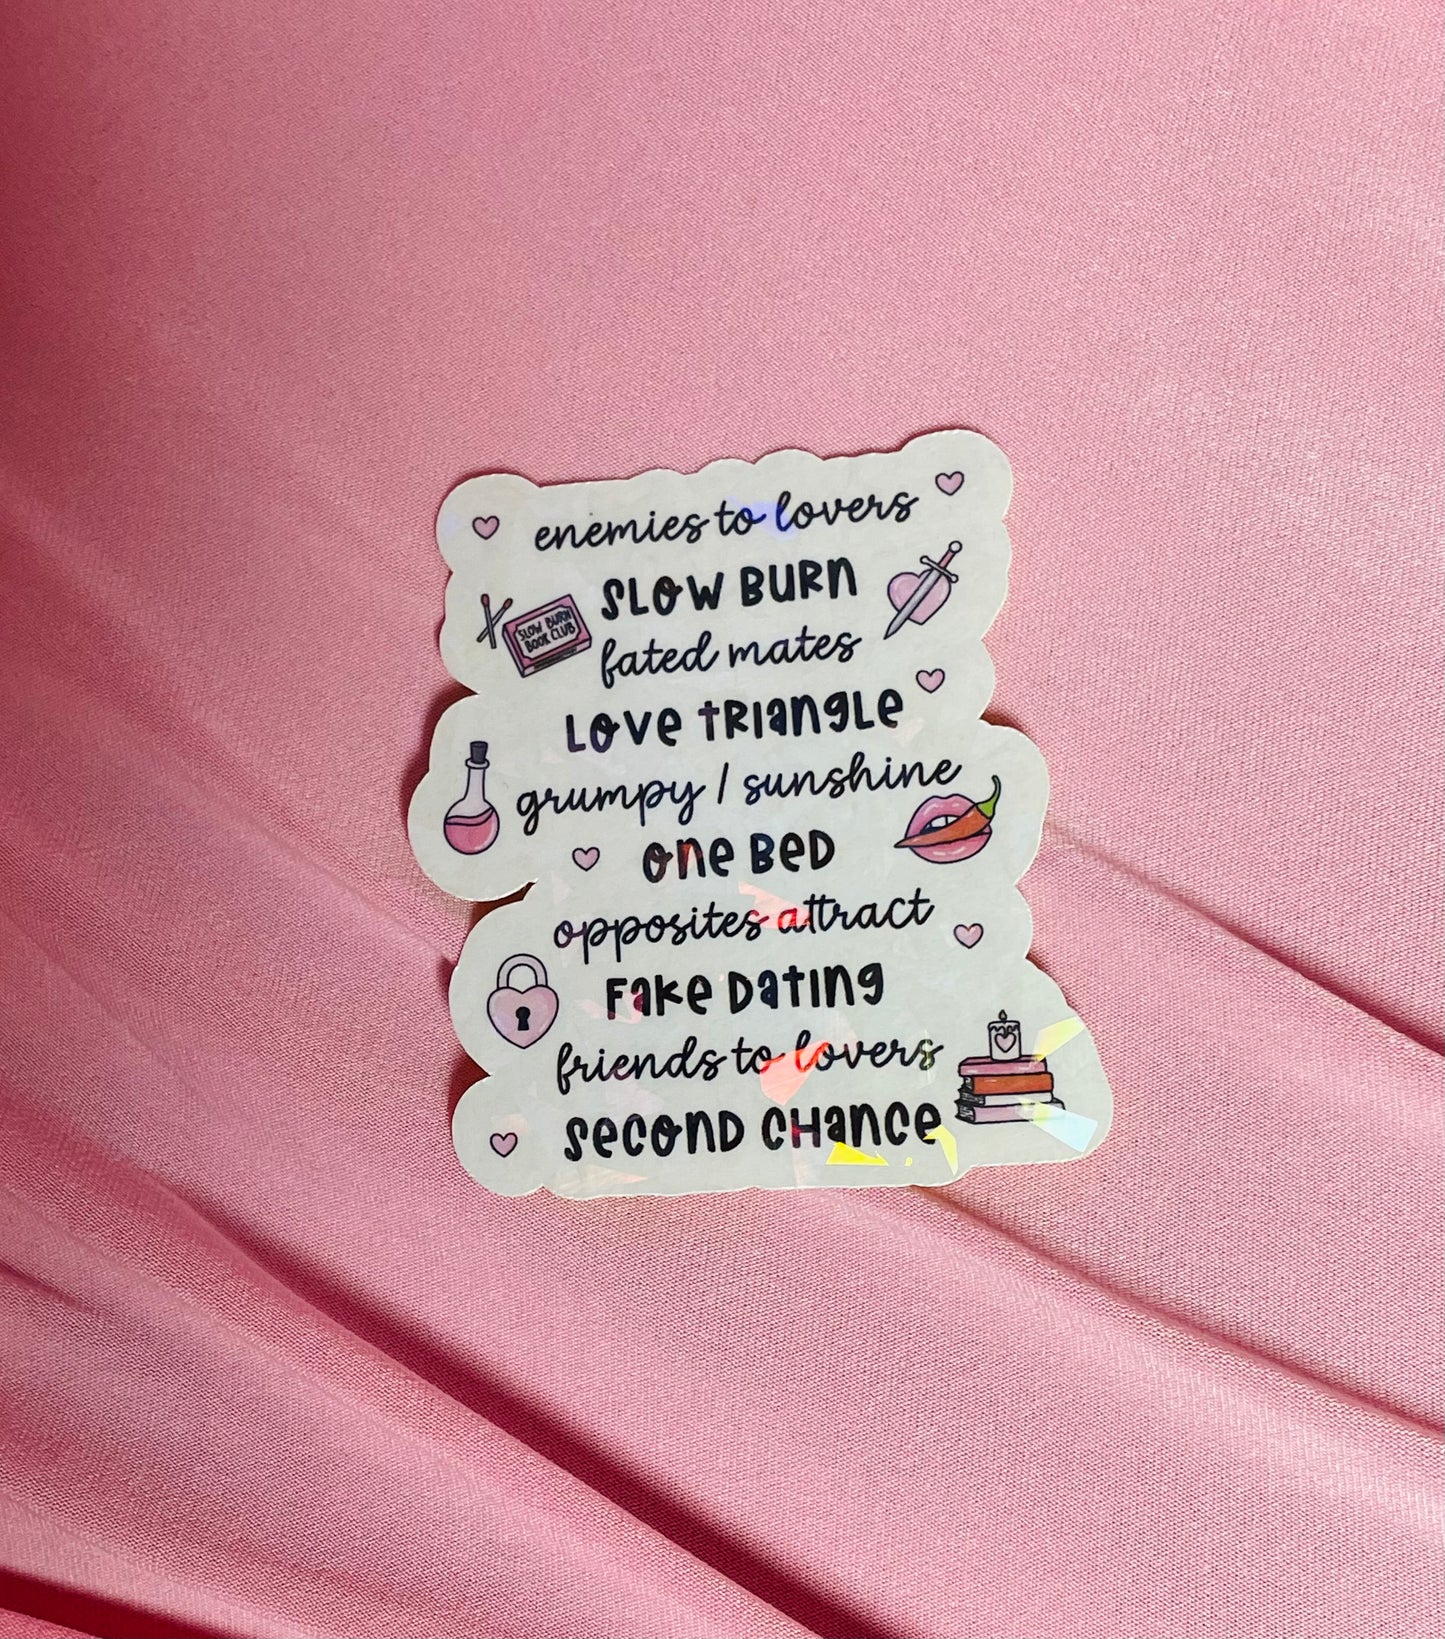 enemies to lovers
SLOW BURN
SLOW BURN
BOOK CLUB
fated mates
LOVE TRIANGLE
grumpy / sunshine
ONE BED
opposites attract
FAKE DATING
friends to lovers
SECOND CHANCE